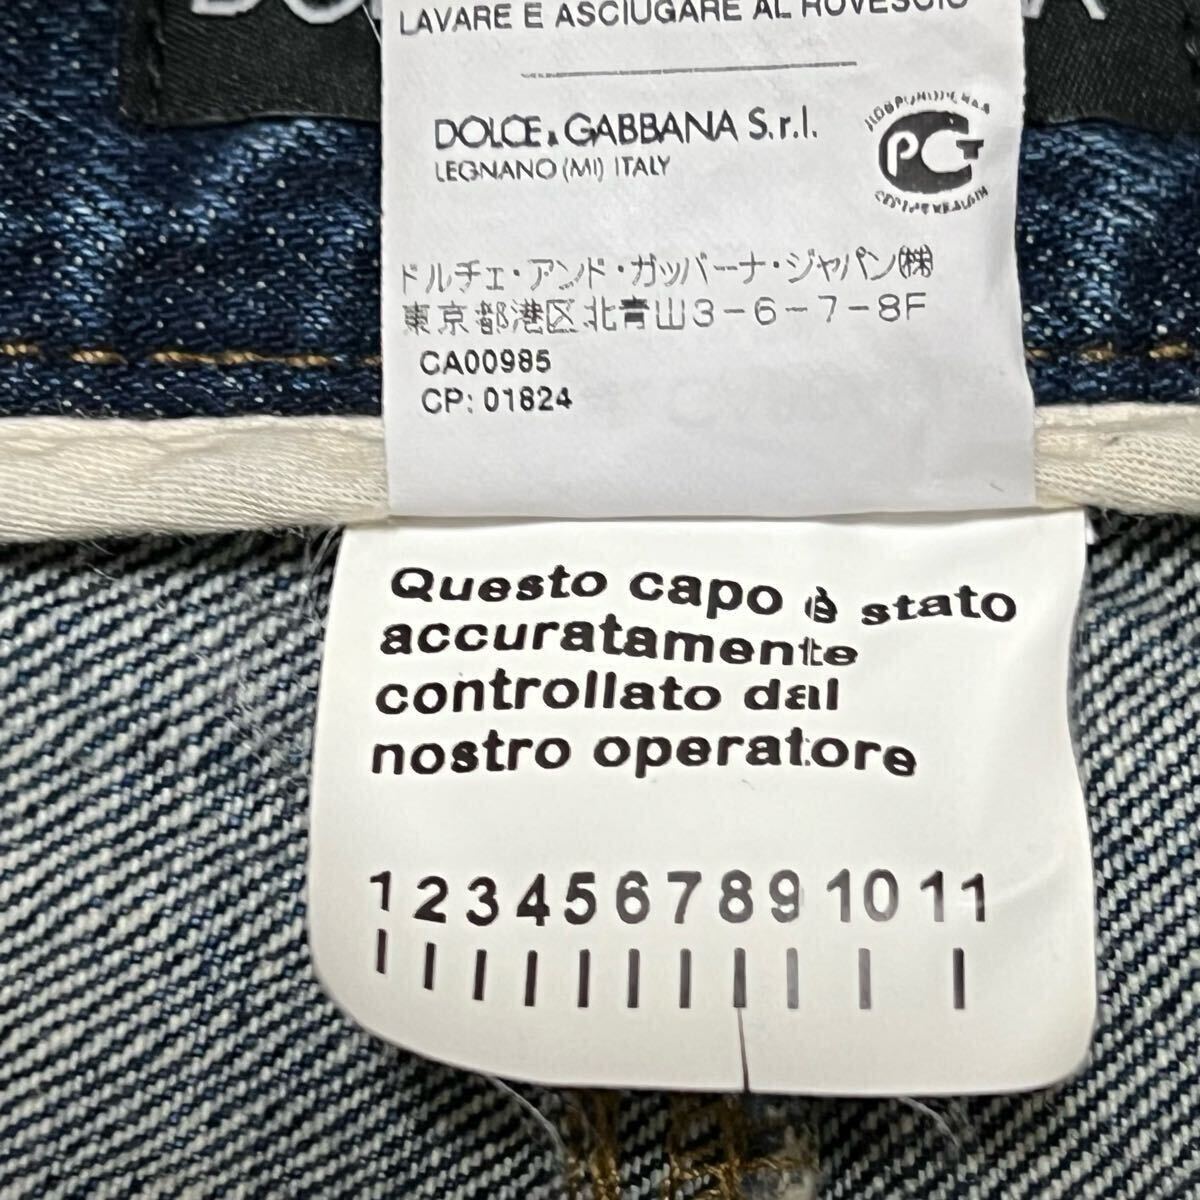 LAVARE E ASCIUGARE AL ROVESCIO
DOLCE & GABBANA S.r.l.
LEGNANO (MI) ITALY
PCT
ドルチェ・アンド・ガッバーナ・ジャパン㈱
東京都港区北青山3-6-7-8F
CA00985
CP: 01824
Questo capo è stato
accuratamente
controllato dal
nostro operatore
1 2 3 4 5 6 7 8 9 10 11